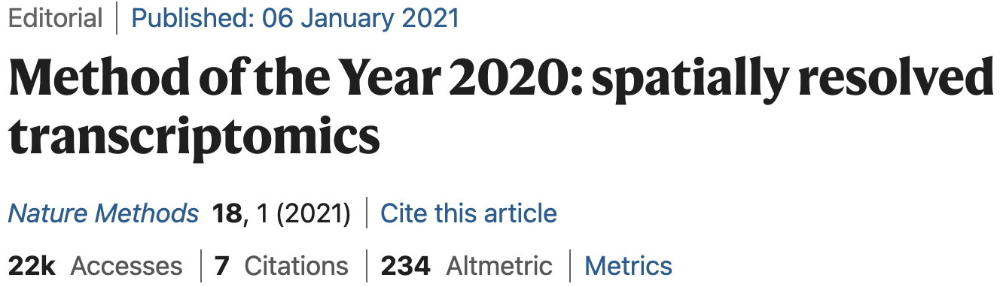 Editorial | Published: 06 January 2021
Method of the Year 2020: spatially resolved
transcriptomics
Nature Methods 18, 1 (2021) | Cite this article
22k Accesses | 7 Citations | 234 Altmetric | Metrics